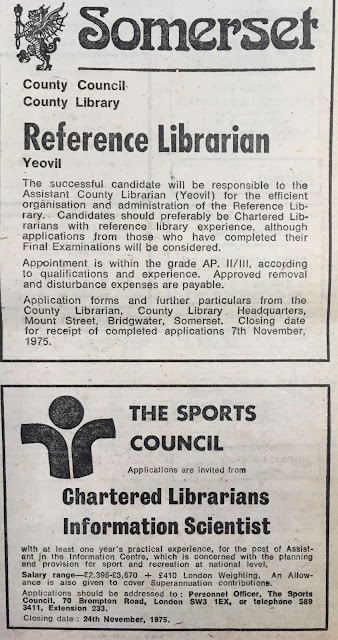 Somerset
County Council
County Library
Reference Librarian
Yeovil
The successful candidate will be responsible to the
Assistant County Librarian (Yeovil) for the efficient
organisation and administration of the Reference Lib-
rary. Candidates should preferably be Chartered Lib-
rarians with reference library experience, although
applications from those who have completed their
Final Examinations will be considered.
Appointment is within the grade AP. II/III, according
to qualifications and experience. Approved removal
and disturbance expenses are payable.
Application forms and further particulars from the
County Librarian, County Library Headquarters,
Mount Street, Bridgwater, Somerset. Closing date
for receipt of completed applications 7th November,
1975.
THE SPORTS
COUNCIL
Applications are invited from
Chartered Librarians
Information Scientist
with at least one year's practical experience, for the post of Assist-
ant in the Information Centre, which is concerned with the planning
and provision for sport and recreation at national level.
Salary range—£2,395-£3,670 + £410 London Weighting. An Allow-
ance is also given to cover Superannuation contributions.
Applications should be addressed to: Personnel Officer, The Sports
Council, 70 Brompton Road, London SW3 1EX, or telephone 589
3411, Extension 233.
Closing date: 24th November, 1975.